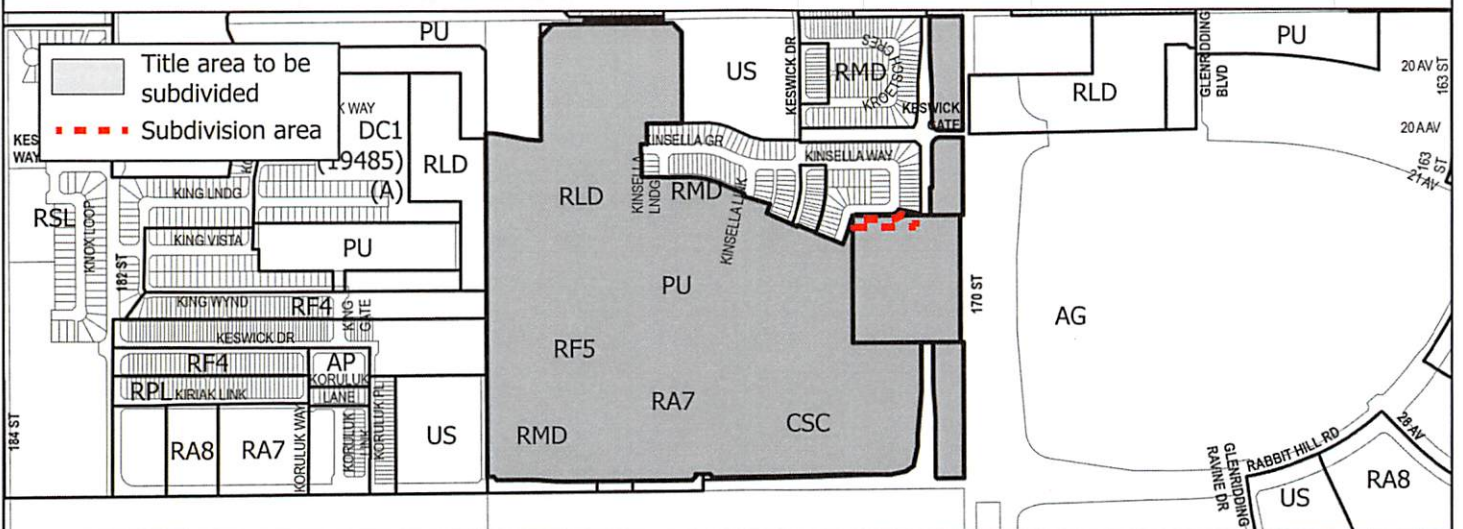 Title area to be
subdivided
Subdivision area
PU
US
KESWICK DR
RMD
KROETSCH
CRES
KESWICK
GATE
RLD
GLENRIDDING
BLVD
PU
20 AV
163 ST
20A AV
163
ST
21 AV
KES
WAY
K WAY
DC1
(19485)
(A)
RLD
KINSELLA GR
KINSELLA WAY
KINSELLA
LNDG
RMD
KINSELLA LINK
RLD
KING LNDG
RSL
KNOX LOOP
KING VISTA
PU
182 ST
KING WYND
RF4
KING
GATE
KESWICK DR
PU
170 ST
AG
RF5
RF4
AP
KORULUK
LANE
RPL
KIRIAK LINK
RA7
CSC
RMD
184 ST
RA8
RA7
KORULUK WAY
KORULUK
LINK
KORULUK PL
US
GLENRIDDING
RAVINE DR
RABBIT HILL RD
28 AV
US
RA8